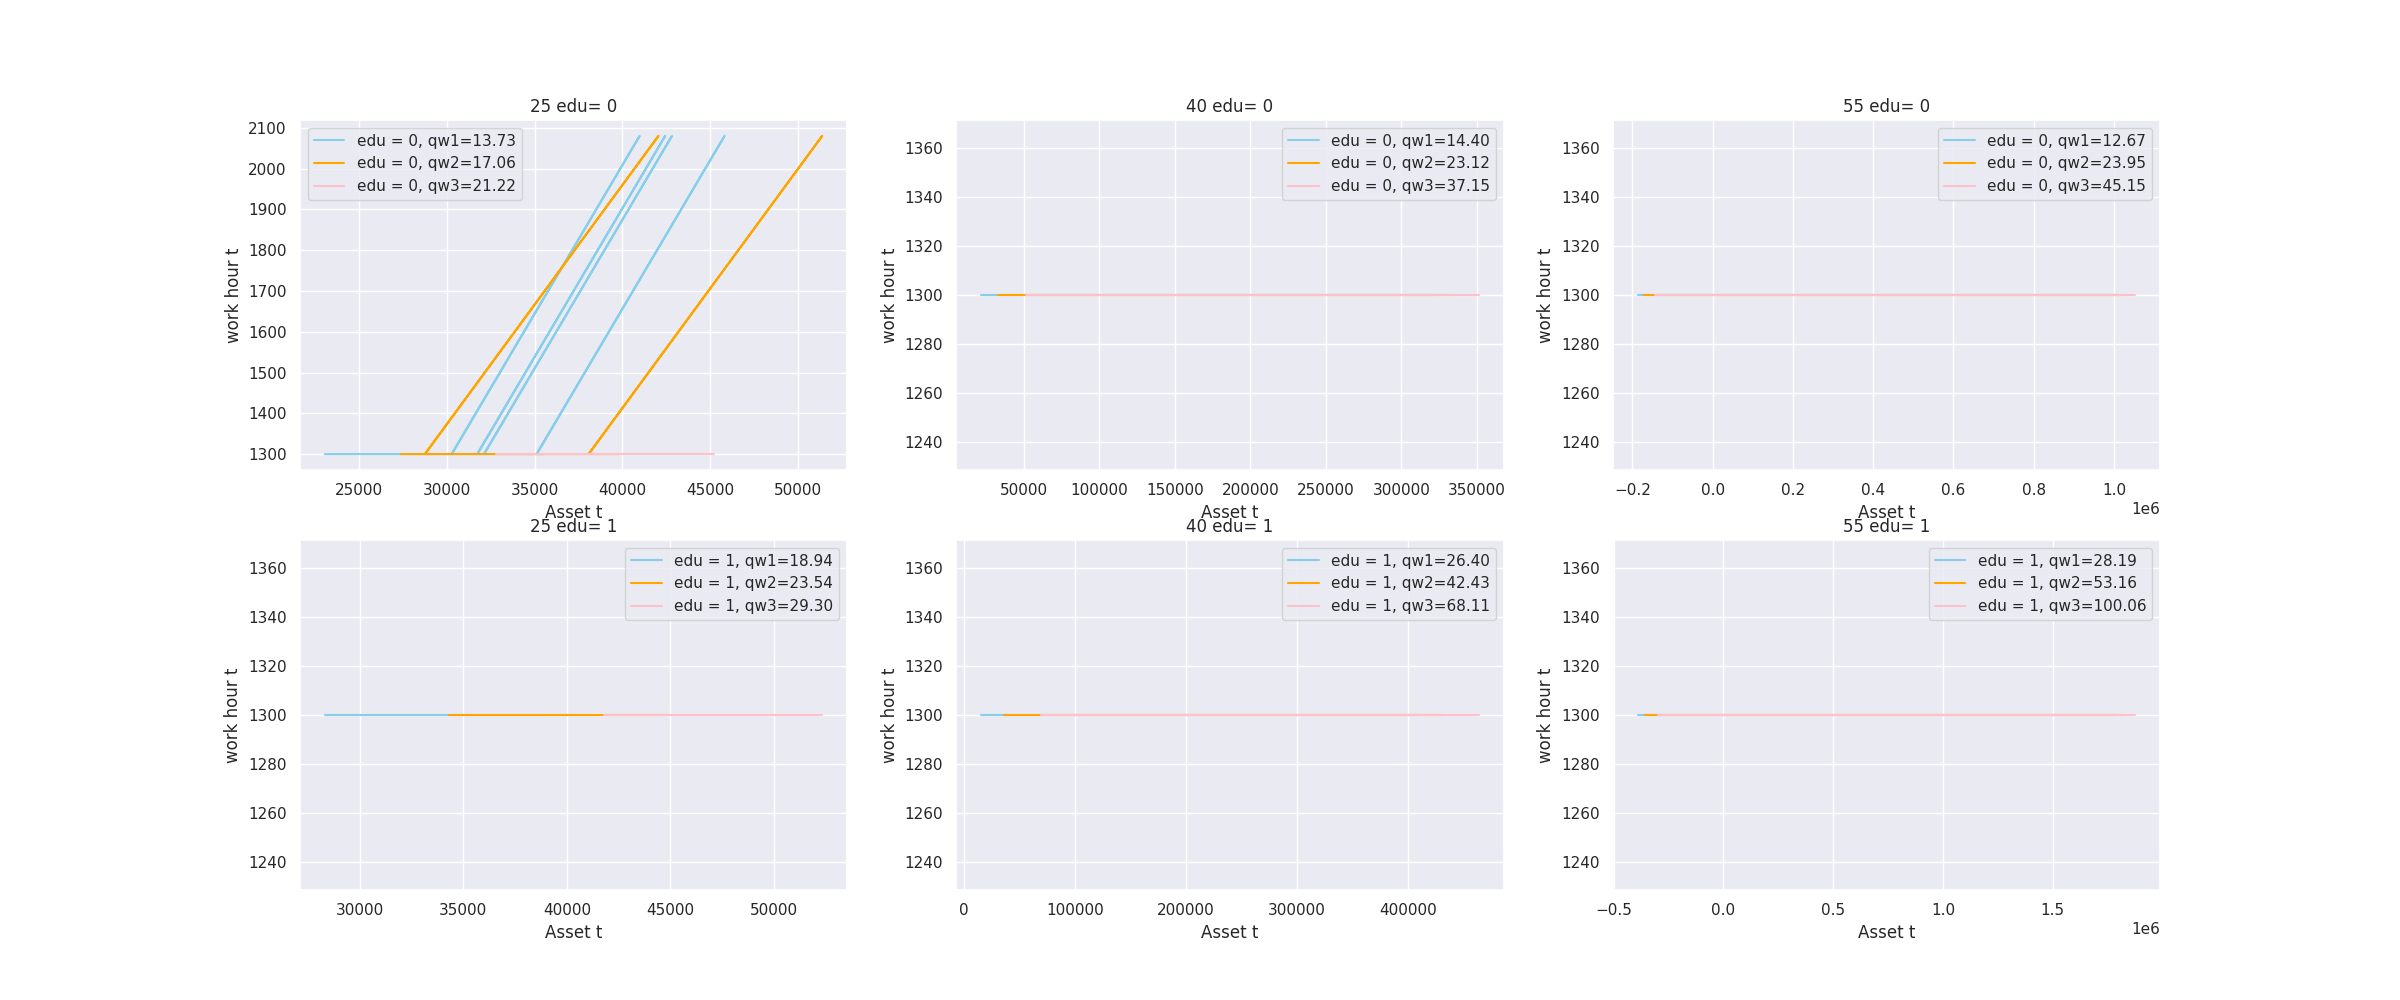 25 edu= 0
edu = 0, qw1=13.73
edu = 0, qw2=17.06
edu = 0, qw3=21.22
2100
2000
1900
1800
1700
1600
1500
1400
1300
work hour t
25000 30000 35000 40000 45000 50000
Asset t
40 edu= 0
edu = 0, qw1=14.40
edu = 0, qw2=23.12
edu = 0, qw3=37.15
1360
1340
1320
1300
1280
1260
1240
work hour t
50000 100000 150000 200000 250000 300000 350000
Asset t
55 edu= 0
edu = 0, qw1=12.67
edu = 0, qw2=23.95
edu = 0, qw3=45.15
1360
1340
1320
1300
1280
1260
1240
work hour t
−0.2 0.0 0.2 0.4 0.6 0.8 1.0
1e6
Asset t
25 edu= 1
edu = 1, qw1=18.94
edu = 1, qw2=23.54
edu = 1, qw3=29.30
1360
1340
1320
1300
1280
1260
1240
work hour t
30000 35000 40000 45000 50000
Asset t
40 edu= 1
edu = 1, qw1=26.40
edu = 1, qw2=42.43
edu = 1, qw3=68.11
1360
1340
1320
1300
1280
1260
1240
work hour t
0 100000 200000 300000 400000
Asset t
55 edu= 1
edu = 1, qw1=28.19
edu = 1, qw2=53.16
edu = 1, qw3=100.06
1360
1340
1320
1300
1280
1260
1240
work hour t
−0.5 0.0 0.5 1.0 1.5
1e6
Asset t